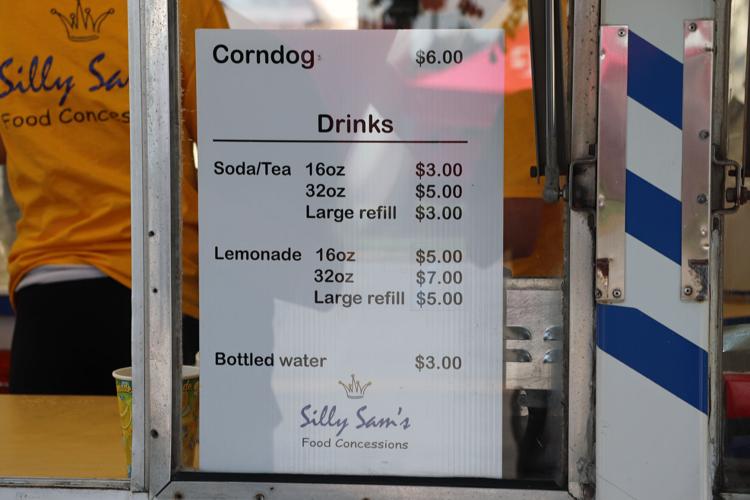 Corndog $6.00
Drinks
Soda/Tea 16oz $3.00
32oz $5.00
Large refill $3.00
Lemonade 16oz $5.00
32oz $7.00
Large refill $5.00
Bottled water $3.00
Silly Sam's
Food Concessions
Silly Sa
Food Conces